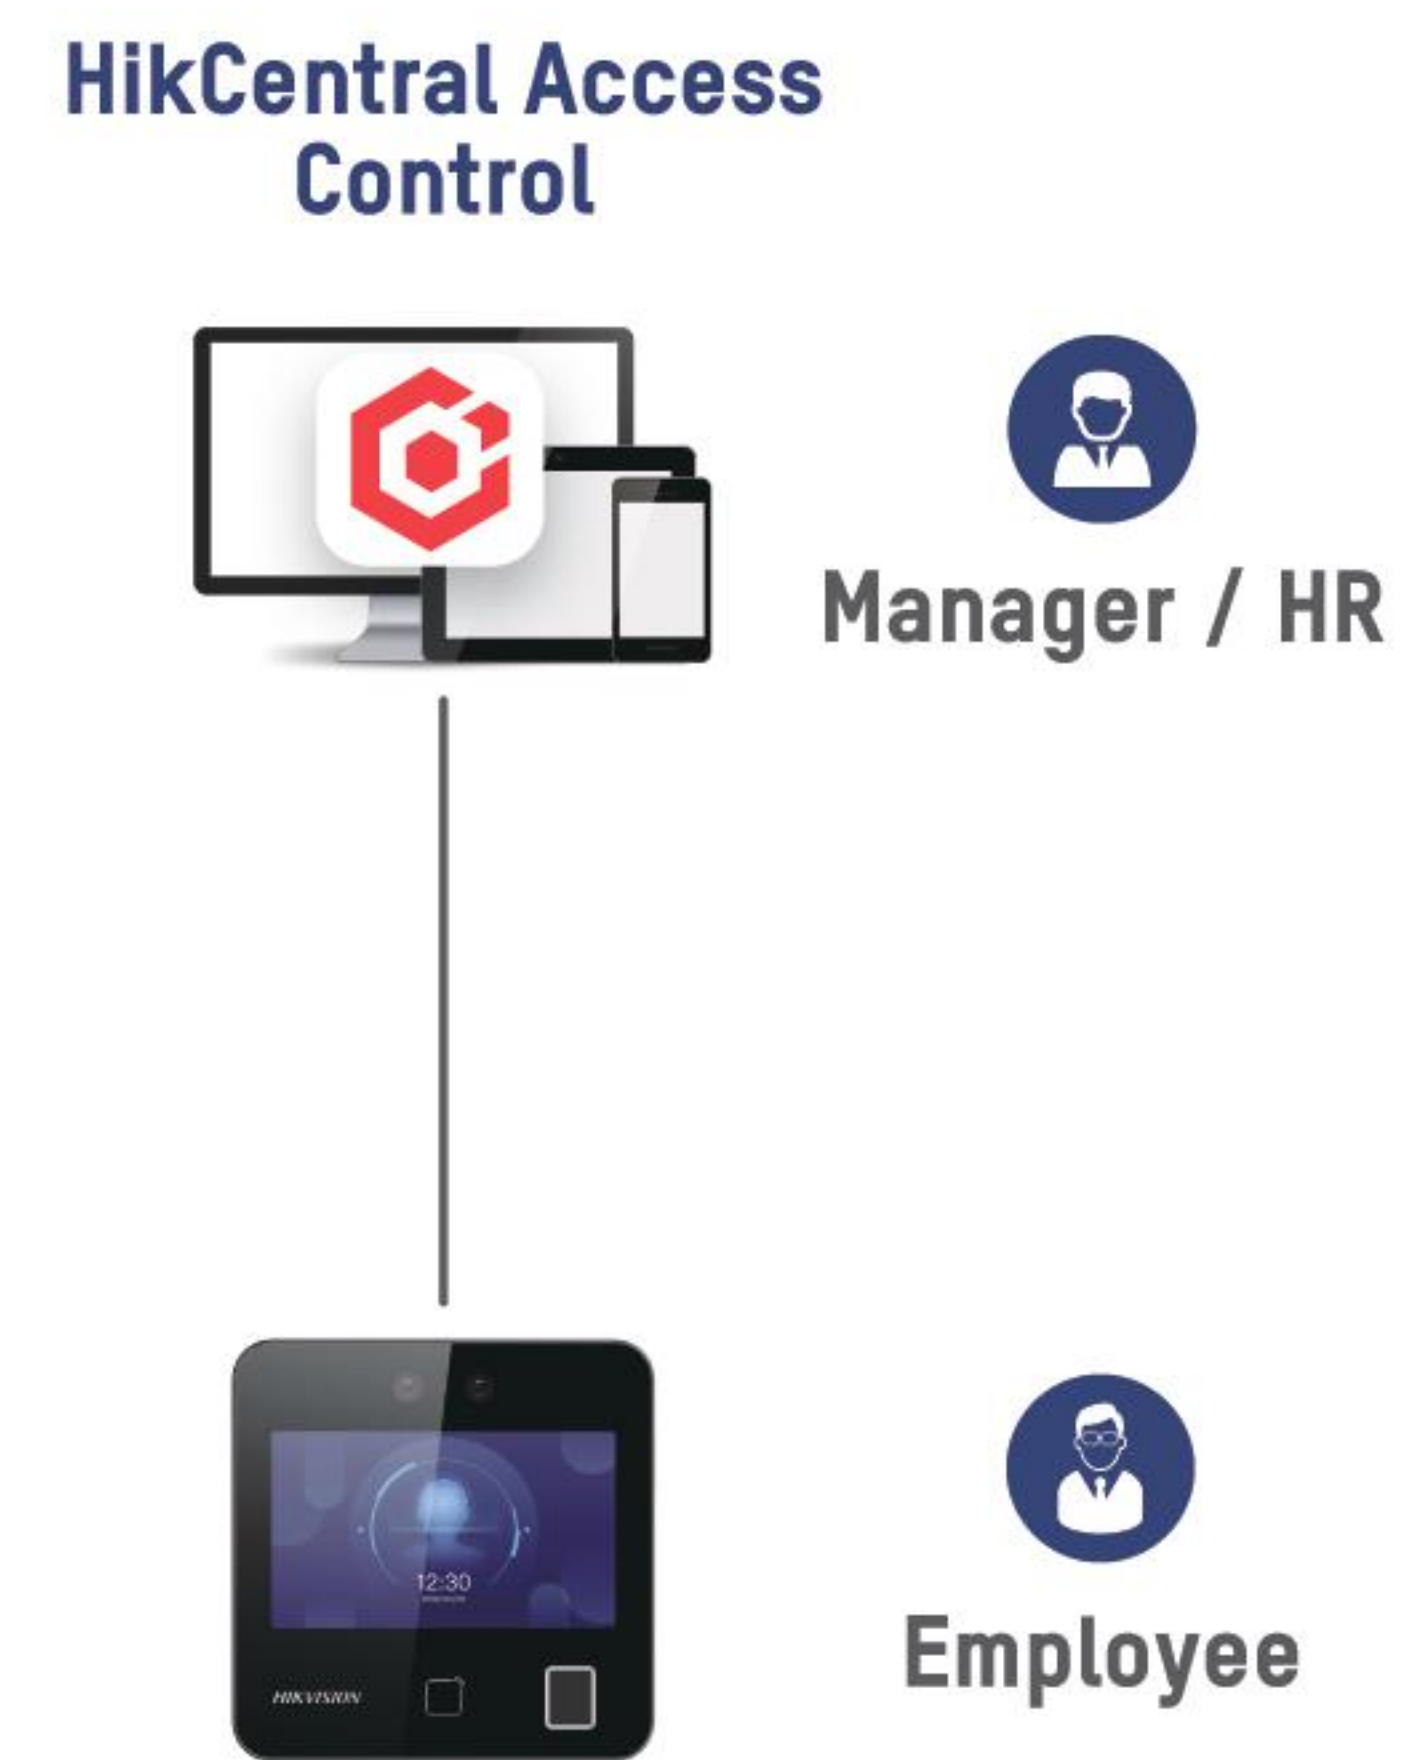 HikCentral Access
Control
Manager / HR
12:30
HIKVISION
Employee